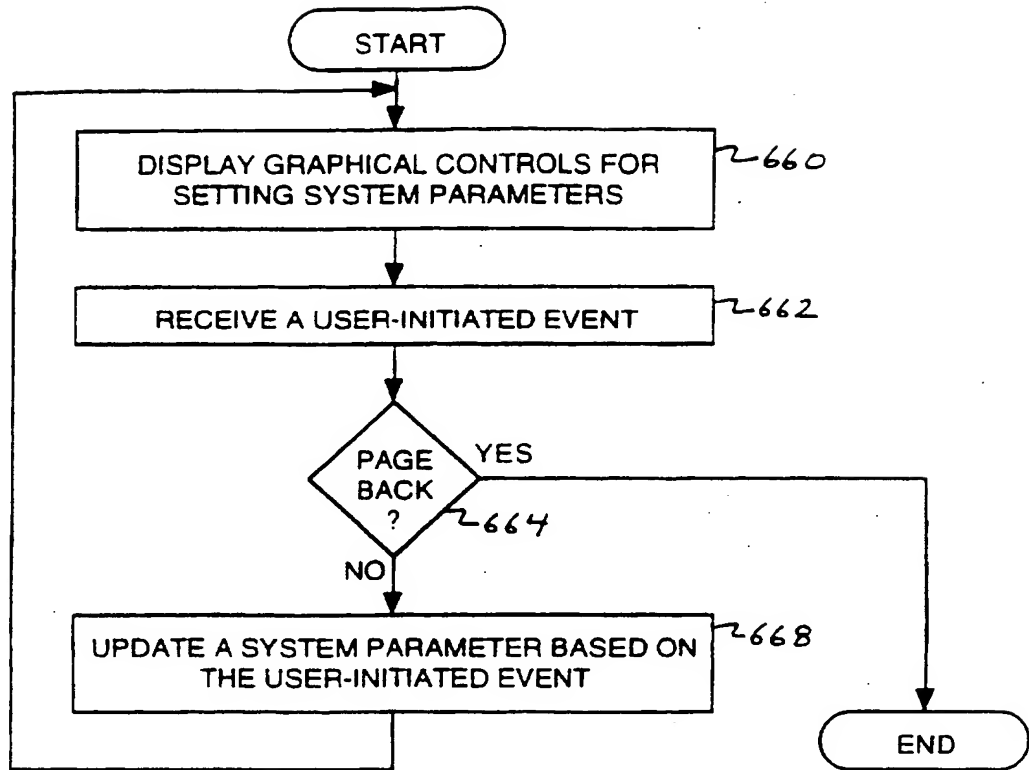 START
DISPLAY GRAPHICAL CONTROLS FOR
SETTING SYSTEM PARAMETERS
660
RECEIVE A USER-INITIATED EVENT
662
PAGE
BACK
?
YES
664
NO
UPDATE A SYSTEM PARAMETER BASED ON
THE USER-INITIATED EVENT
668
END